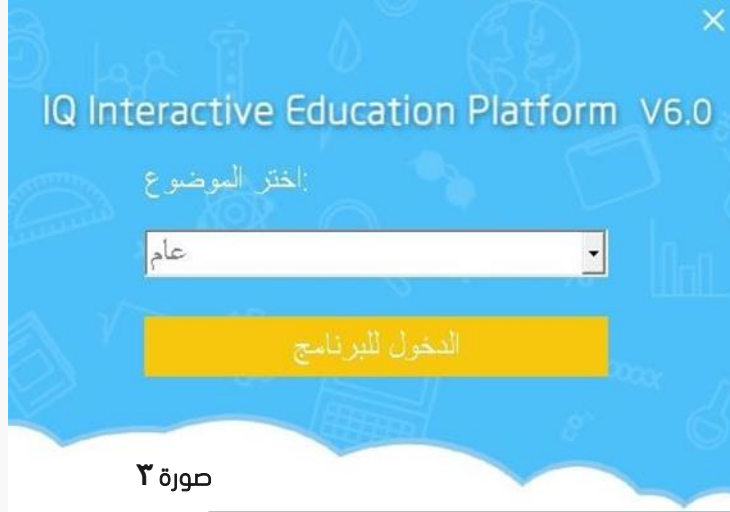 IQ Interactive Education Platform V6.0
اختر الموضوع:
عام
الدخول للبرنامج
صورة ٣